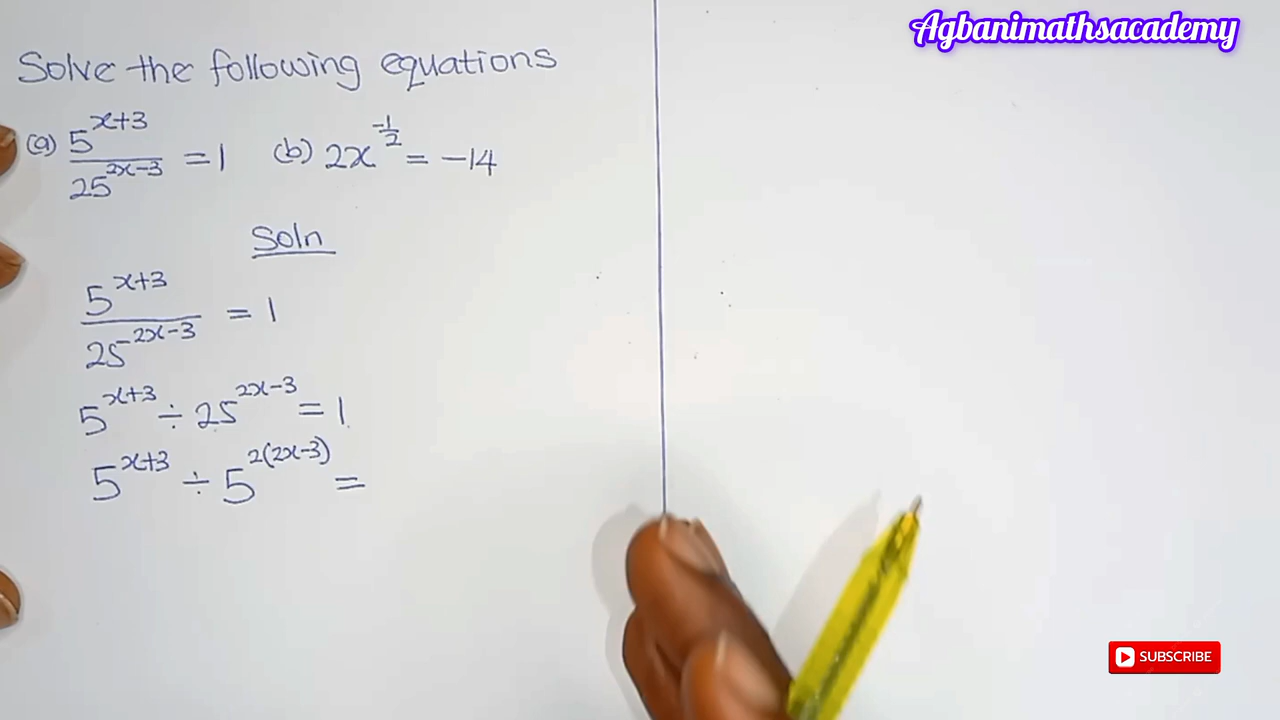 Agbanimathsacademy
Solve the following equations
(a) 5^(x+3) / 25^(2x-3) = 1 (b) 2x^(-1/2) = -14
Soln
5^(x+3) / 25^(2x-3) = 1
5^(x+3) ÷ 25^(2x-3) = 1
5^(x+3) ÷ 5^(2(2x-3)) =
SUBSCRIBE